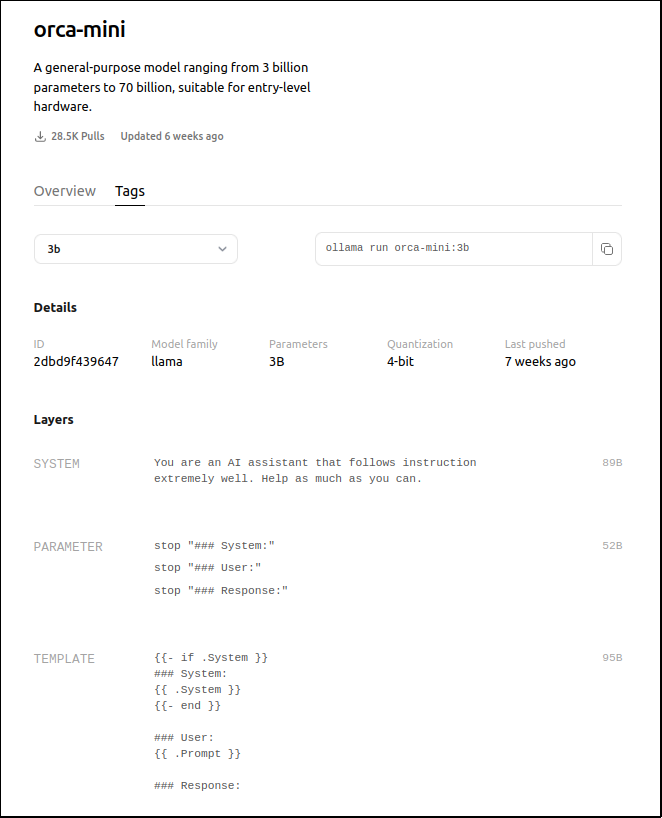 orca-mini
A general-purpose model ranging from 3 billion
parameters to 70 billion, suitable for entry-level
hardware.
28.5K Pulls Updated 6 weeks ago
Overview Tags
3b
ollama run orca-mini:3b
Details
ID Model family Parameters Quantization Last pushed
2dbd9f439647 llama 3B 4-bit 7 weeks ago
Layers
SYSTEM You are an AI assistant that follows instruction 89B
extremely well. Help as much as you can.
PARAMETER stop "### System:" 52B
stop "### User:"
stop "### Response:"
TEMPLATE {{- if .System }} 95B
### System:
{{ .System }}
{{- end }}
### User:
{{ .Prompt }}
### Response: